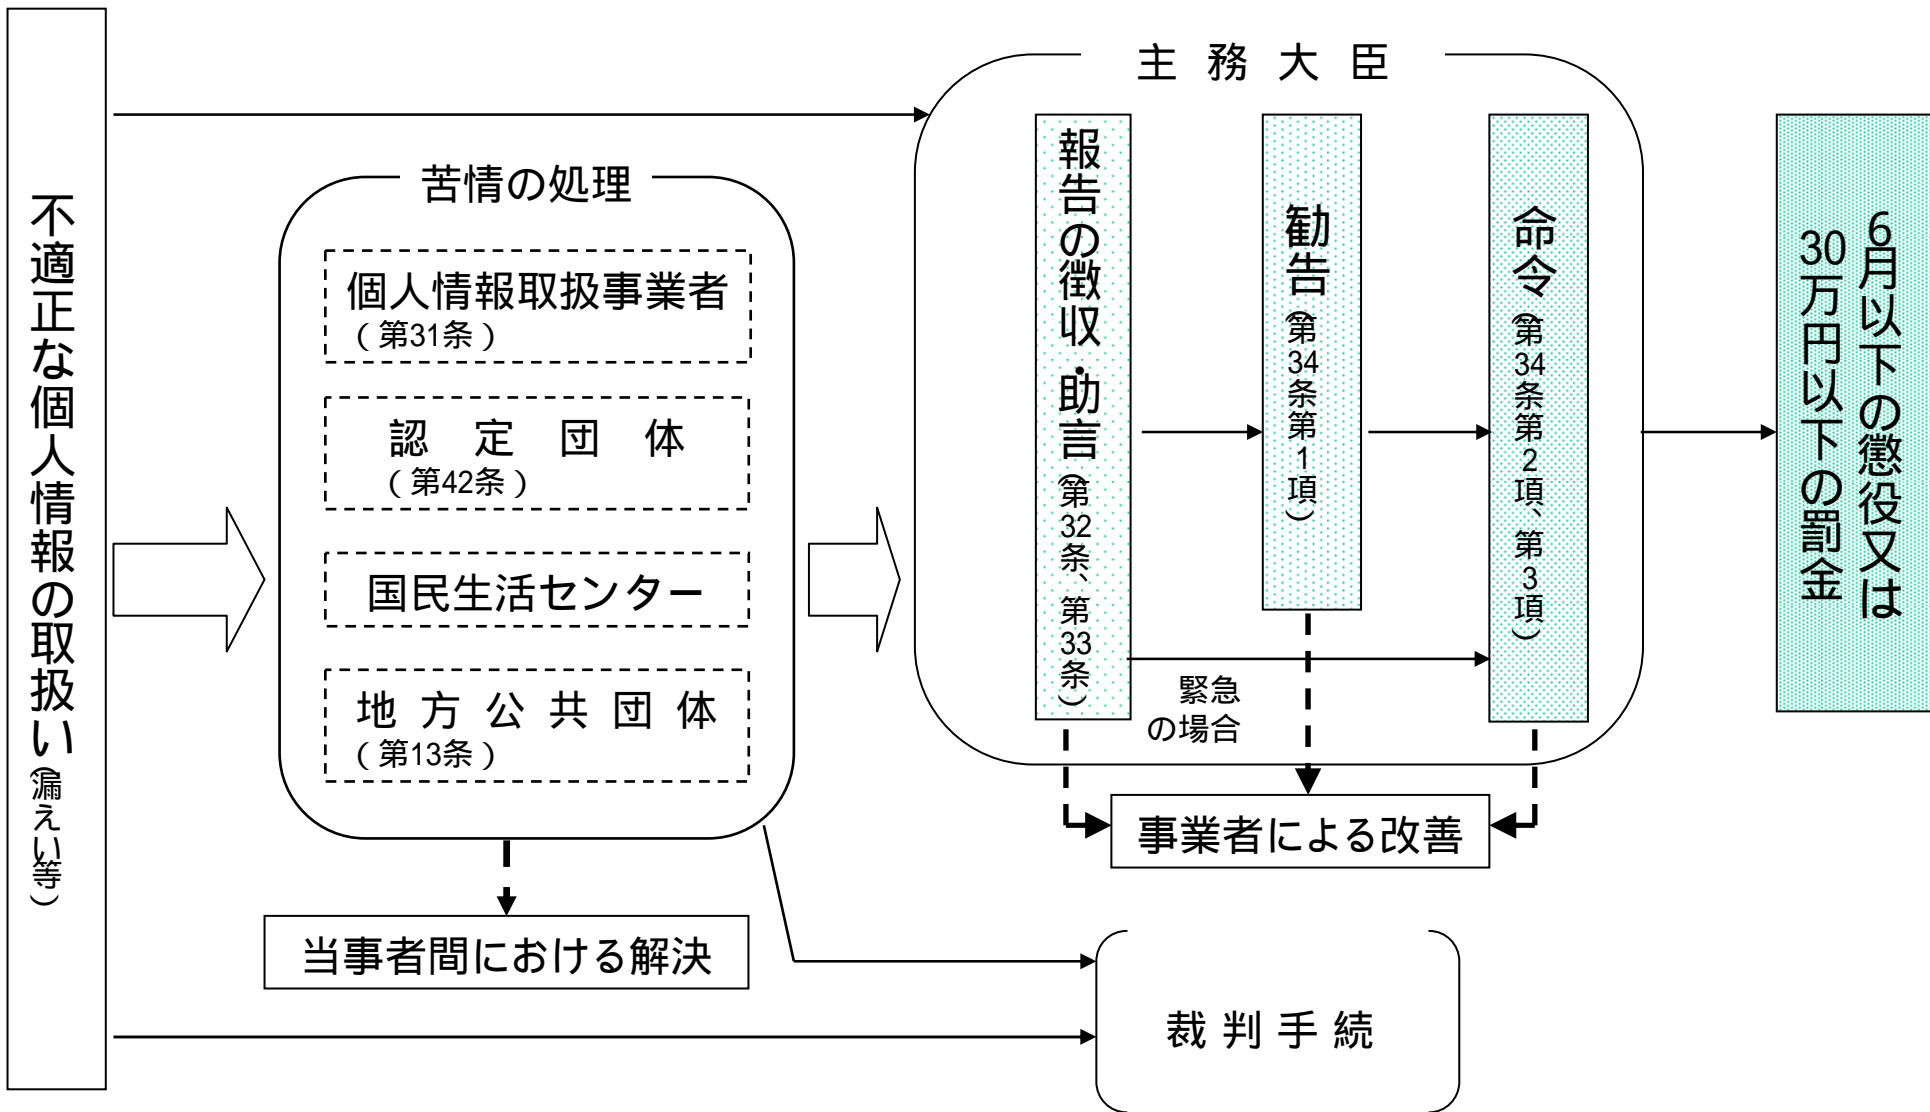 不適正な個人情報の取扱い(漏えい等)
苦情の処理
個人情報取扱事業者
(第31条)
認定団体
(第42条)
国民生活センター
地方公共団体
(第13条)
当事者間における解決
主務大臣
報告の徴収・助言(第32条、第33条)
勧告(第34条第1項)
命令(第34条第2項、第3項)
緊急
の場合
事業者による改善
裁判手続
6月以下の懲役又は
30万円以下の罰金